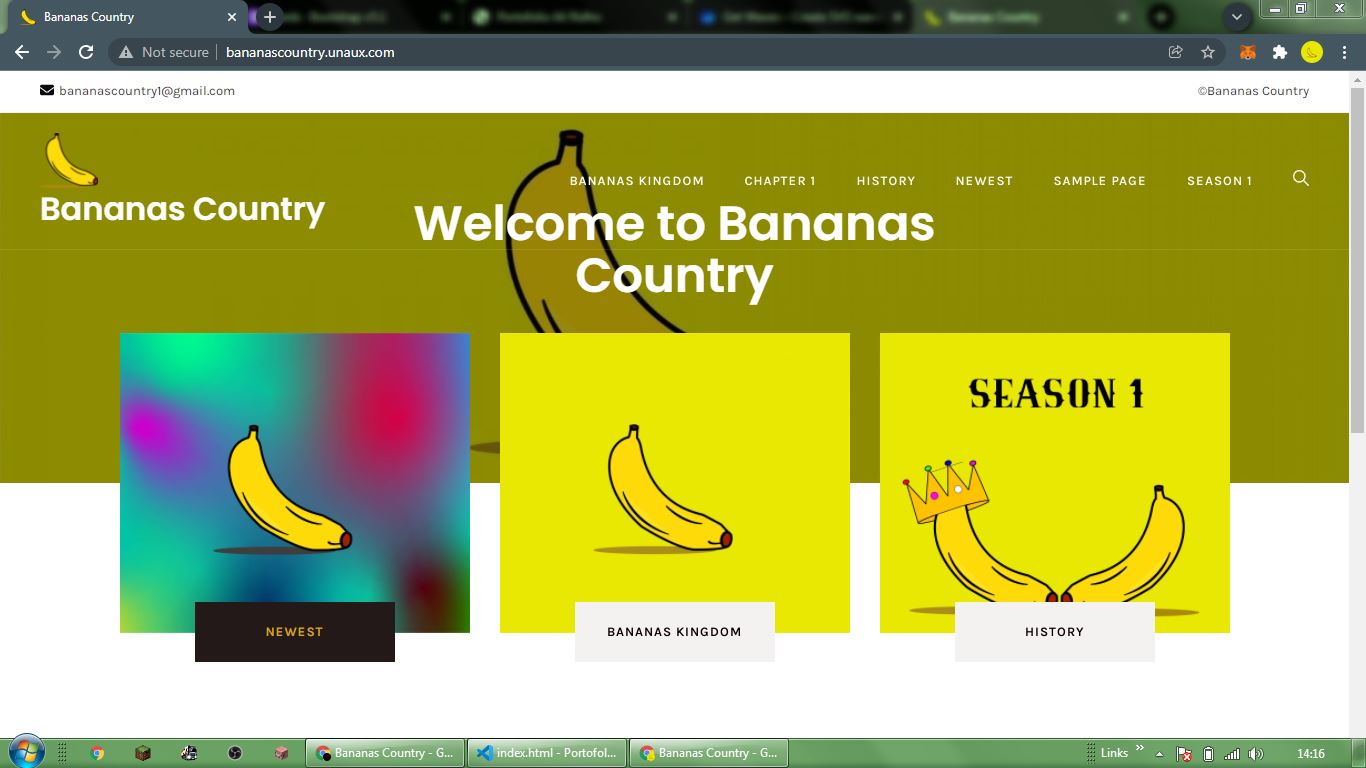 Bananas Country
Not secure
bananascountry.unaux.com
bananascountry1@gmail.com
©Bananas Country
Bananas Country
BANANAS KINGDOM
CHAPTER 1
HISTORY
NEWEST
SAMPLE PAGE
SEASON 1
Welcome to Bananas
Country
SEASON 1
NEWEST
BANANAS KINGDOM
HISTORY
Bananas Country - G...
index.html - Portofol...
Bananas Country - G...
Links
14:16